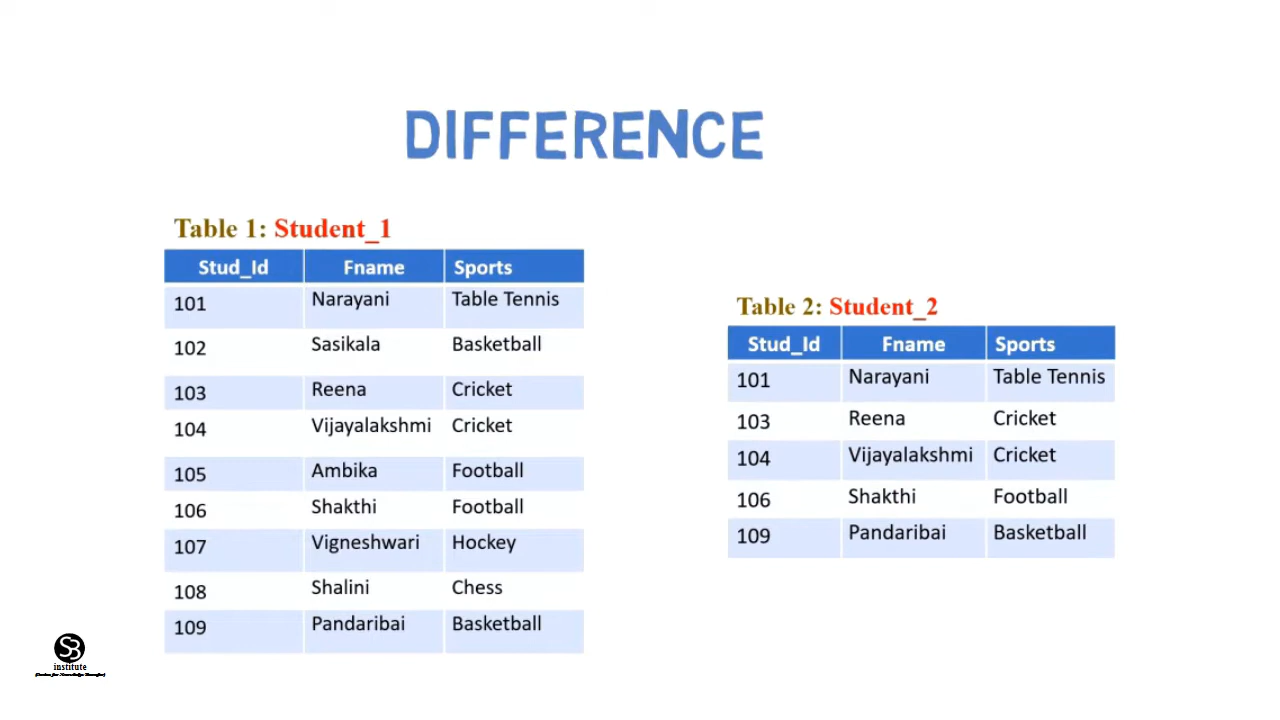 DIFFERENCE
Table 1: Student_1
Stud_Id Fname Sports
101 Narayani Table Tennis
102 Sasikala Basketball
103 Reena Cricket
104 Vijayalakshmi Cricket
105 Ambika Football
106 Shakthi Football
107 Vigneshwari Hockey
108 Shalini Chess
109 Pandaribai Basketball
Table 2: Student_2
Stud_Id Fname Sports
101 Narayani Table Tennis
103 Reena Cricket
104 Vijayalakshmi Cricket
106 Shakthi Football
109 Pandaribai Basketball
SB
institute